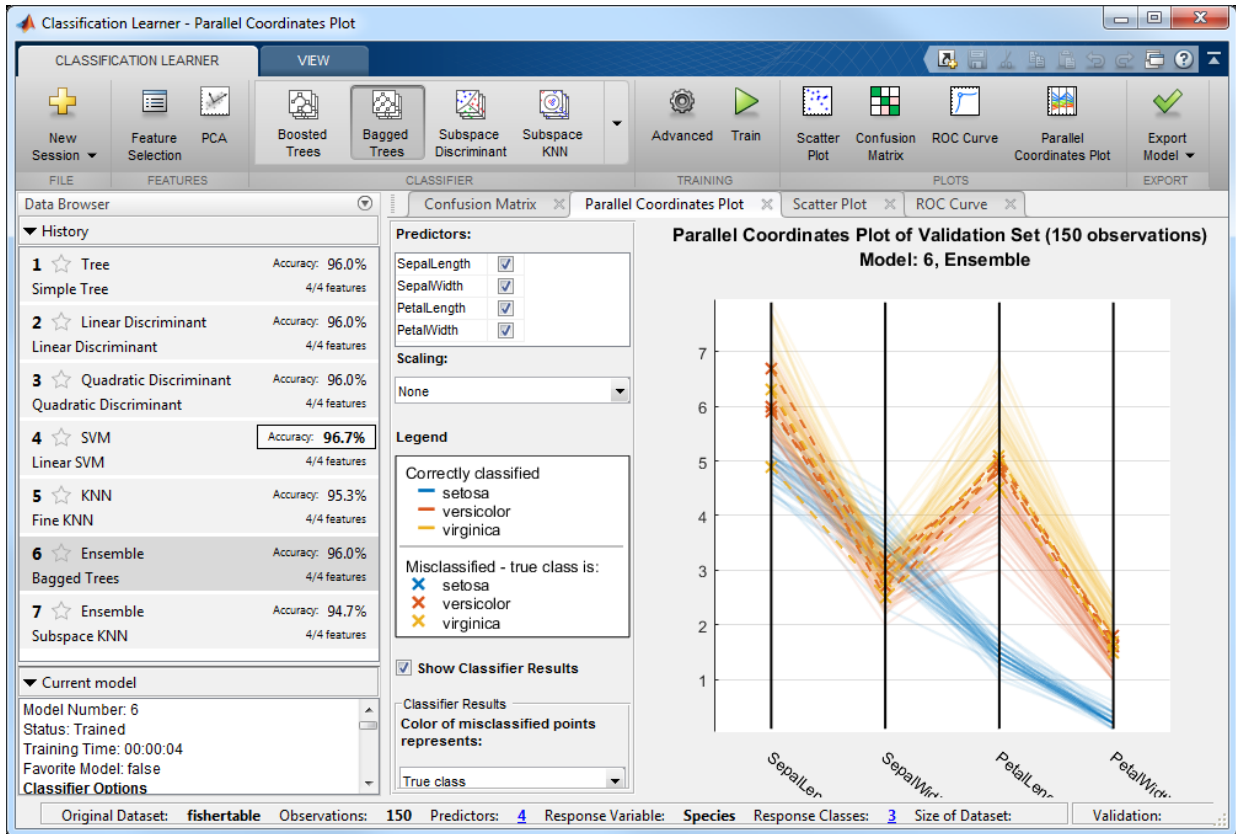 Classification Learner - Parallel Coordinates Plot
CLASSIFICATION LEARNER
VIEW
New Session
Feature Selection
PCA
Boosted Trees
Bagged Trees
Subspace Discriminant
Subspace KNN
Advanced
Train
Scatter Plot
Confusion Matrix
ROC Curve
Parallel Coordinates Plot
Export Model
FILE
FEATURES
CLASSIFIER
TRAINING
PLOTS
EXPORT
Data Browser
History
1 Tree Accuracy: 96.0%
Simple Tree 4/4 features
2 Linear Discriminant Accuracy: 96.0%
Linear Discriminant 4/4 features
3 Quadratic Discriminant Accuracy: 96.0%
Quadratic Discriminant 4/4 features
4 SVM Accuracy: 96.7%
Linear SVM 4/4 features
5 KNN Accuracy: 95.3%
Fine KNN 4/4 features
6 Ensemble Accuracy: 96.0%
Bagged Trees 4/4 features
7 Ensemble Accuracy: 94.7%
Subspace KNN 4/4 features
Current model
Model Number: 6
Status: Trained
Training Time: 00:00:04
Favorite Model: false
Classifier Options
Confusion Matrix
Parallel Coordinates Plot
Scatter Plot
ROC Curve
Predictors:
SepalLength
SepalWidth
PetalLength
PetalWidth
Scaling:
None
Legend
Correctly classified
setosa
versicolor
virginica
Misclassified - true class is:
setosa
versicolor
virginica
Show Classifier Results
Classifier Results
Color of misclassified points
represents:
True class
Parallel Coordinates Plot of Validation Set (150 observations)
Model: 6, Ensemble
7
6
5
4
3
2
1
SepalLen
SepalWid
PetalLeng
PetalWidth
Original Dataset: fishertable Observations: 150 Predictors: 4 Response Variable: Species Response Classes: 3 Size of Dataset: Validation: